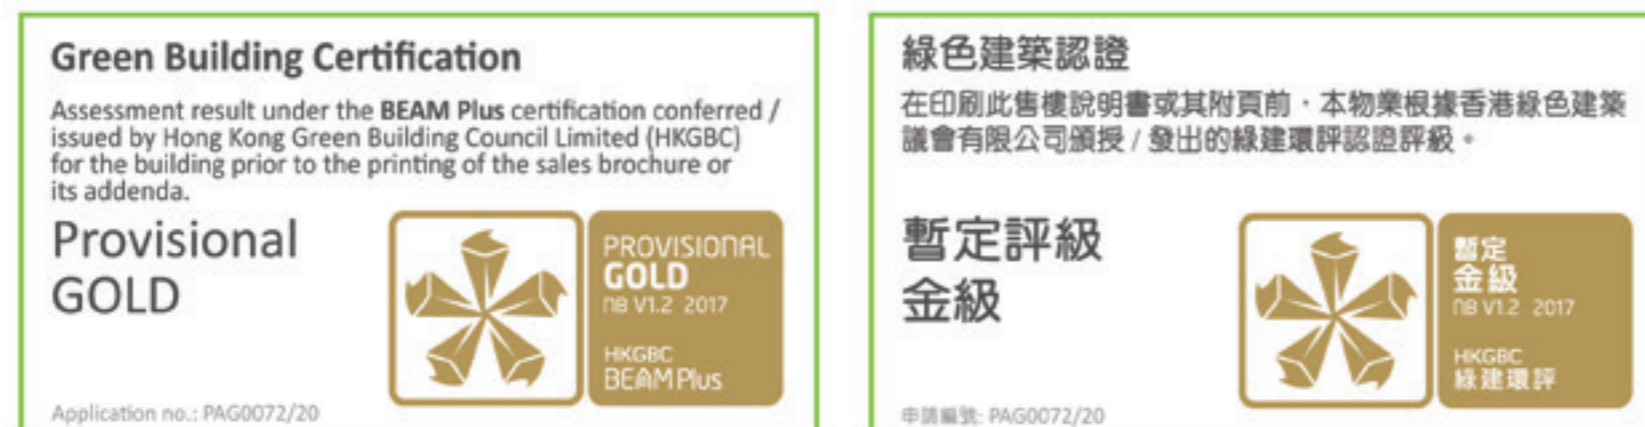 Green Building Certification
Assessment result under the BEAM Plus certification conferred /
issued by Hong Kong Green Building Council Limited (HKGBC)
for the building prior to the printing of the sales brochure or
its addenda.
Provisional
GOLD
PROVISIONAL
GOLD
NB V1.2 2017
HKGBC
BEAM Plus
Application no.: PAG0072/20
綠色建築認證
在印刷此售樓說明書或其附頁前，本物業根據香港綠色建築
議會有限公司頒授 / 發出的綠建環評認證評級。
暫定評級
金級
暫定
金級
NB V1.2 2017
HKGBC
綠建環評
申請編號: PAG0072/20